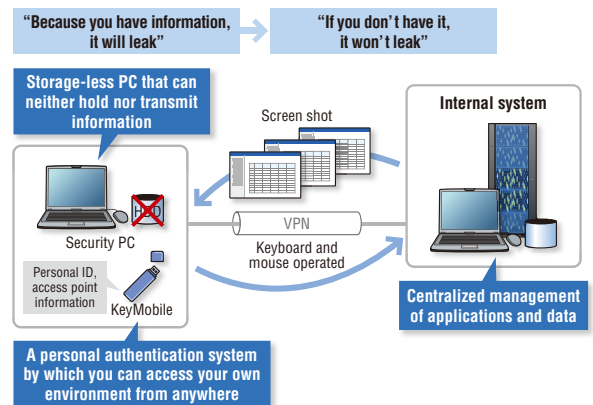 “Because you have information,
it will leak”
“If you don’t have it,
it won’t leak”
Storage-less PC that can
neither hold nor transmit
information
Screen shot
Internal system
HDD
Security PC
VPN
Keyboard and
mouse operated
Personal ID,
access point
information
KeyMobile
Centralized management
of applications and data
A personal authentication system
by which you can access your own
environment from anywhere